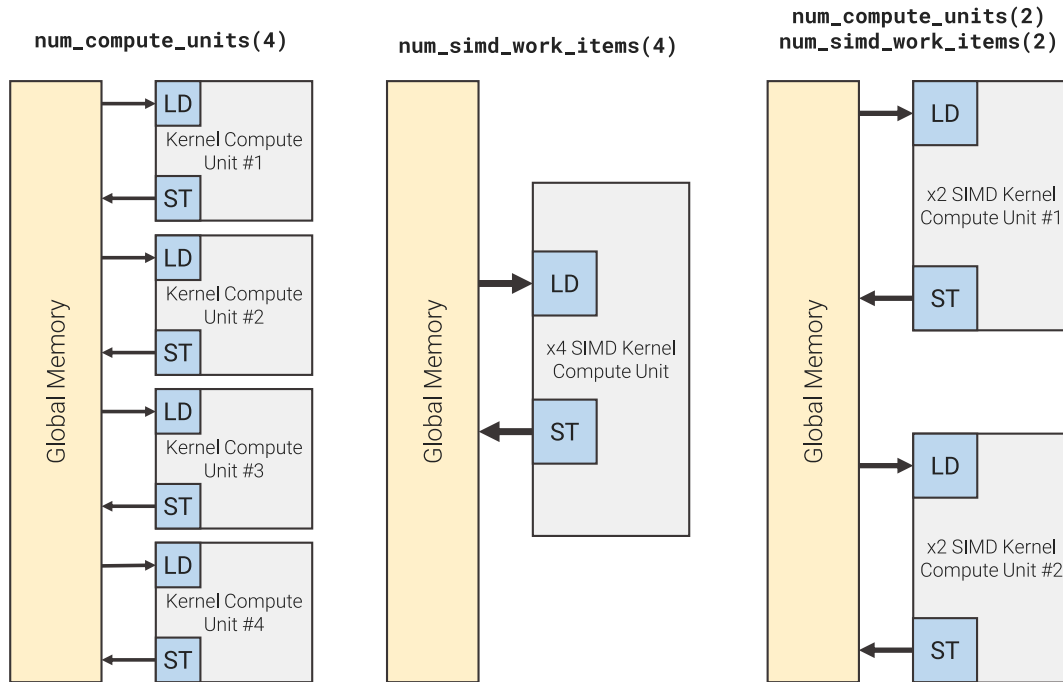 num_compute_units(4)
Global Memory
LD
Kernel Compute
Unit #1
ST
LD
Kernel Compute
Unit #2
ST
LD
Kernel Compute
Unit #3
ST
LD
Kernel Compute
Unit #4
ST
num_simd_work_items(4)
Global Memory
LD
x4 SIMD Kernel
Compute Unit
ST
num_compute_units(2)
num_simd_work_items(2)
Global Memory
LD
x2 SIMD Kernel
Compute Unit #1
ST
LD
x2 SIMD Kernel
Compute Unit #2
ST